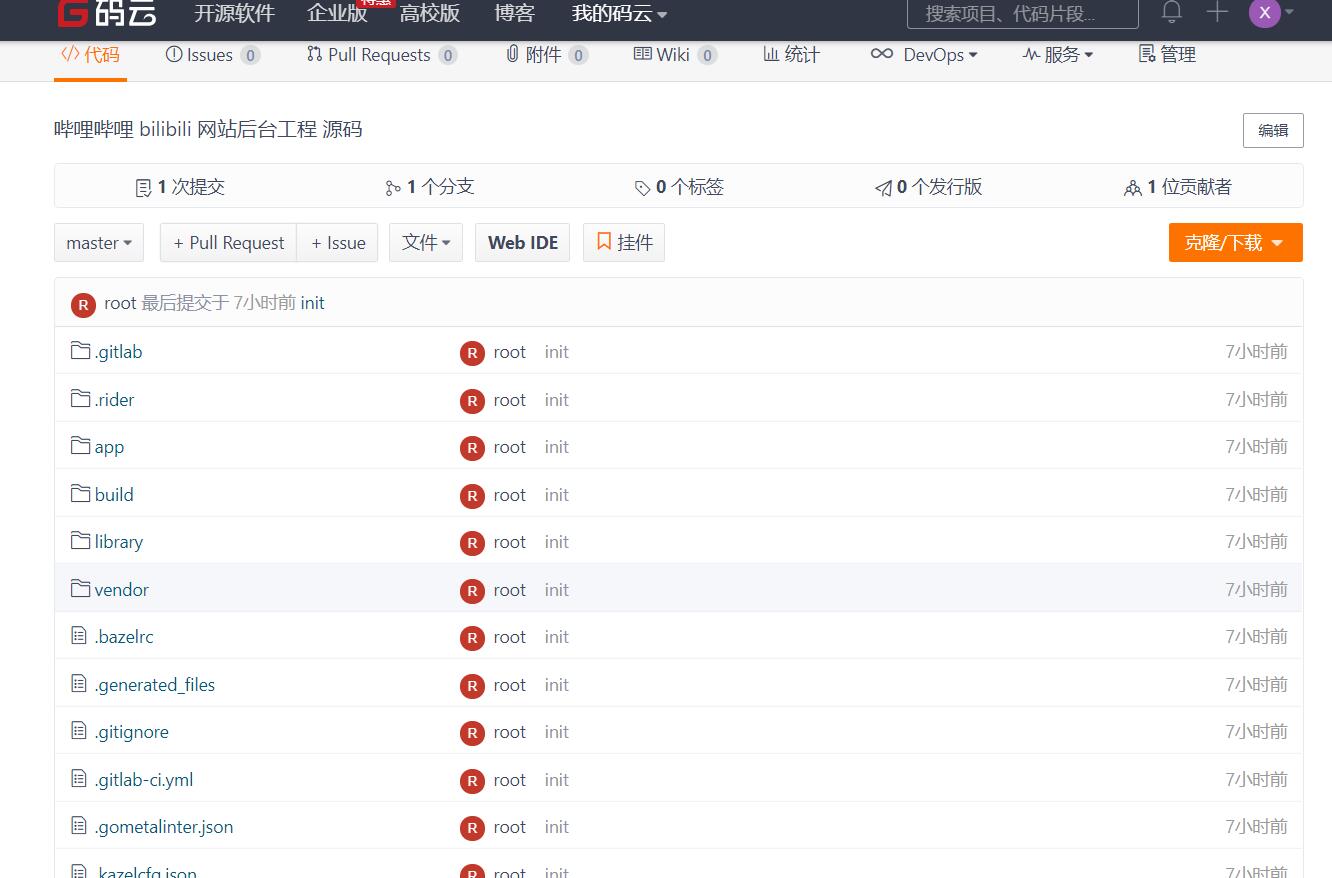 G 码云 开源软件 企业版 特惠 高校版 博客 我的码云 搜索项目、代码片段... X
代码 Issues 0 Pull Requests 0 附件 0 Wiki 0 统计 DevOps 服务 管理
哔哩哔哩 bilibili 网站后台工程 源码 编辑
1 次提交 1 个分支 0 个标签 0 个发行版 1 位贡献者
master + Pull Request + Issue 文件 Web IDE 挂件 克隆/下载
R root 最后提交于 7小时前 init
.gitlab R root init 7小时前
.rider R root init 7小时前
app R root init 7小时前
build R root init 7小时前
library R root init 7小时前
vendor R root init 7小时前
.bazelrc R root init 7小时前
.generated_files R root init 7小时前
.gitignore R root init 7小时前
.gitlab-ci.yml R root init 7小时前
.gometalinter.json R root init 7小时前
.kazelcfg.json R root init 7小时前